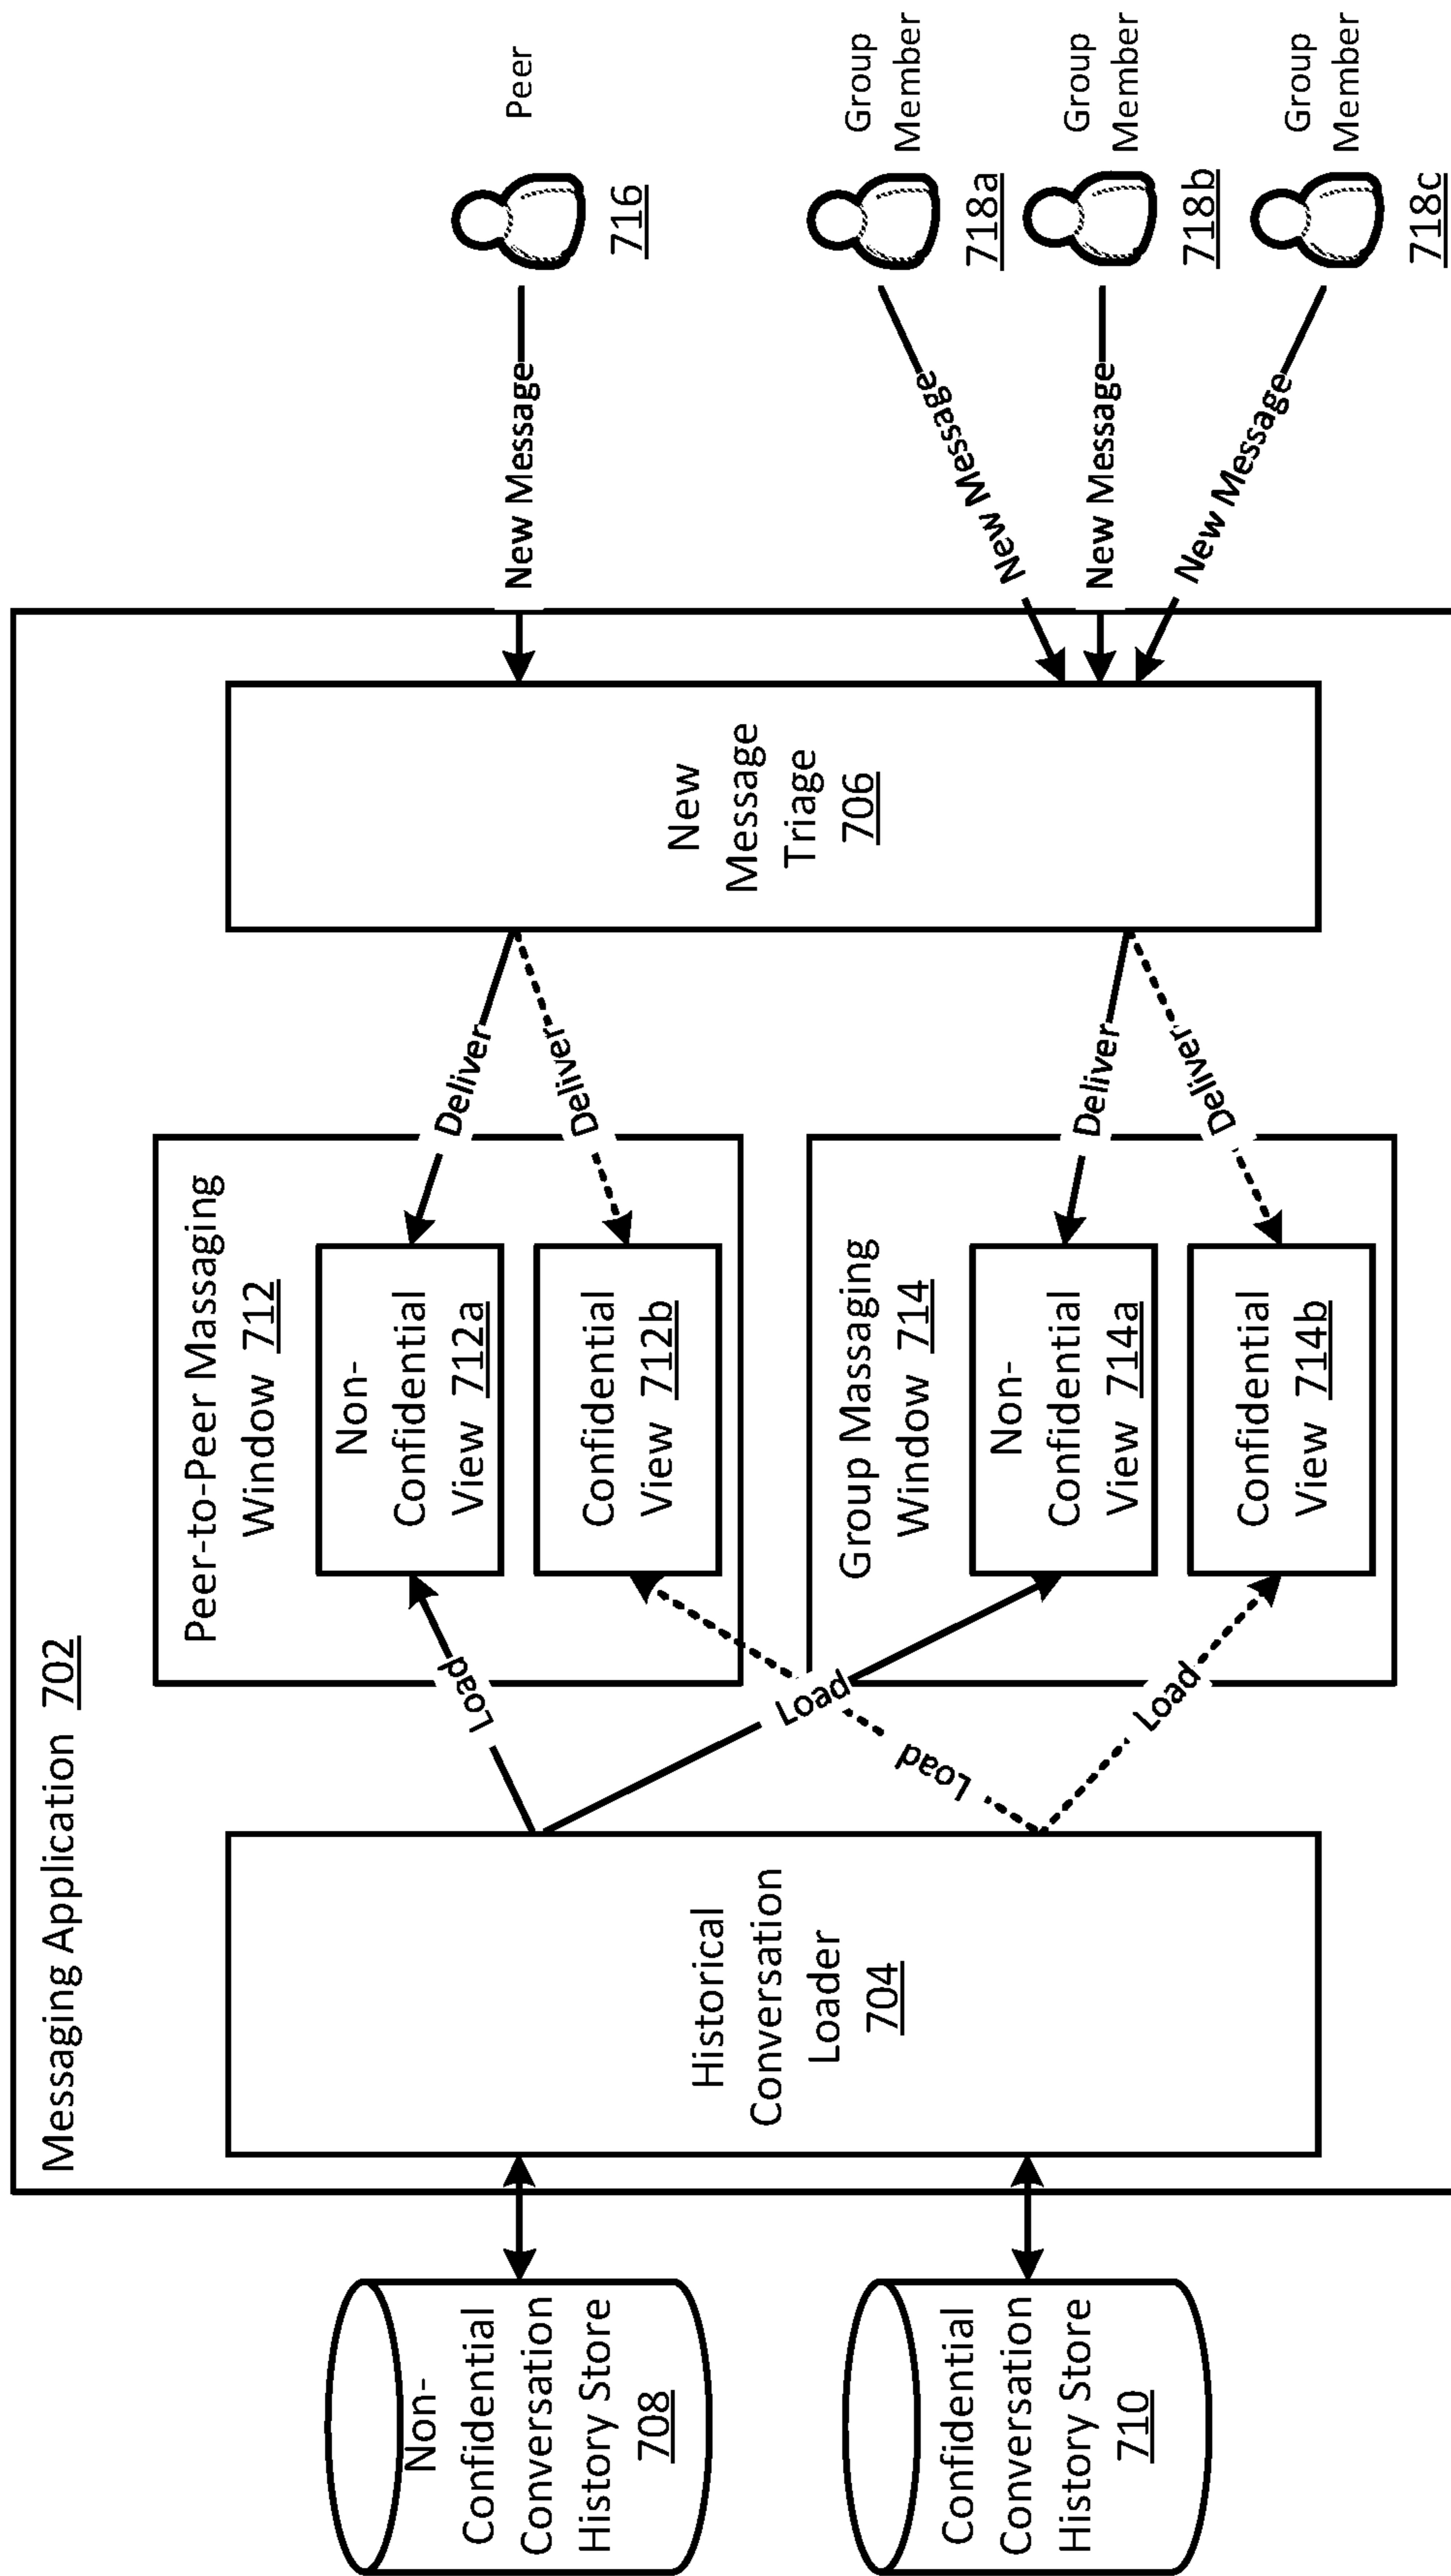 Messaging Application 702
Non-
Confidential
Conversation
History Store
708
Confidential
Conversation
History Store
710
Historical
Conversation
Loader
704
Load
Load
Load
Load
Peer-to-Peer Massaging
Window 712
Non-
Confidential
View 712a
Confidential
View 712b
Group Massaging
Window 714
Non-
Confidential
View 714a
Confidential
View 714b
Deliver
Deliver
Deliver
Deliver
New
Message
Triage
706
New Message
New Message
New Message
New Message
Peer
716
Group
Member
718a
Group
Member
718b
Group
Member
718c